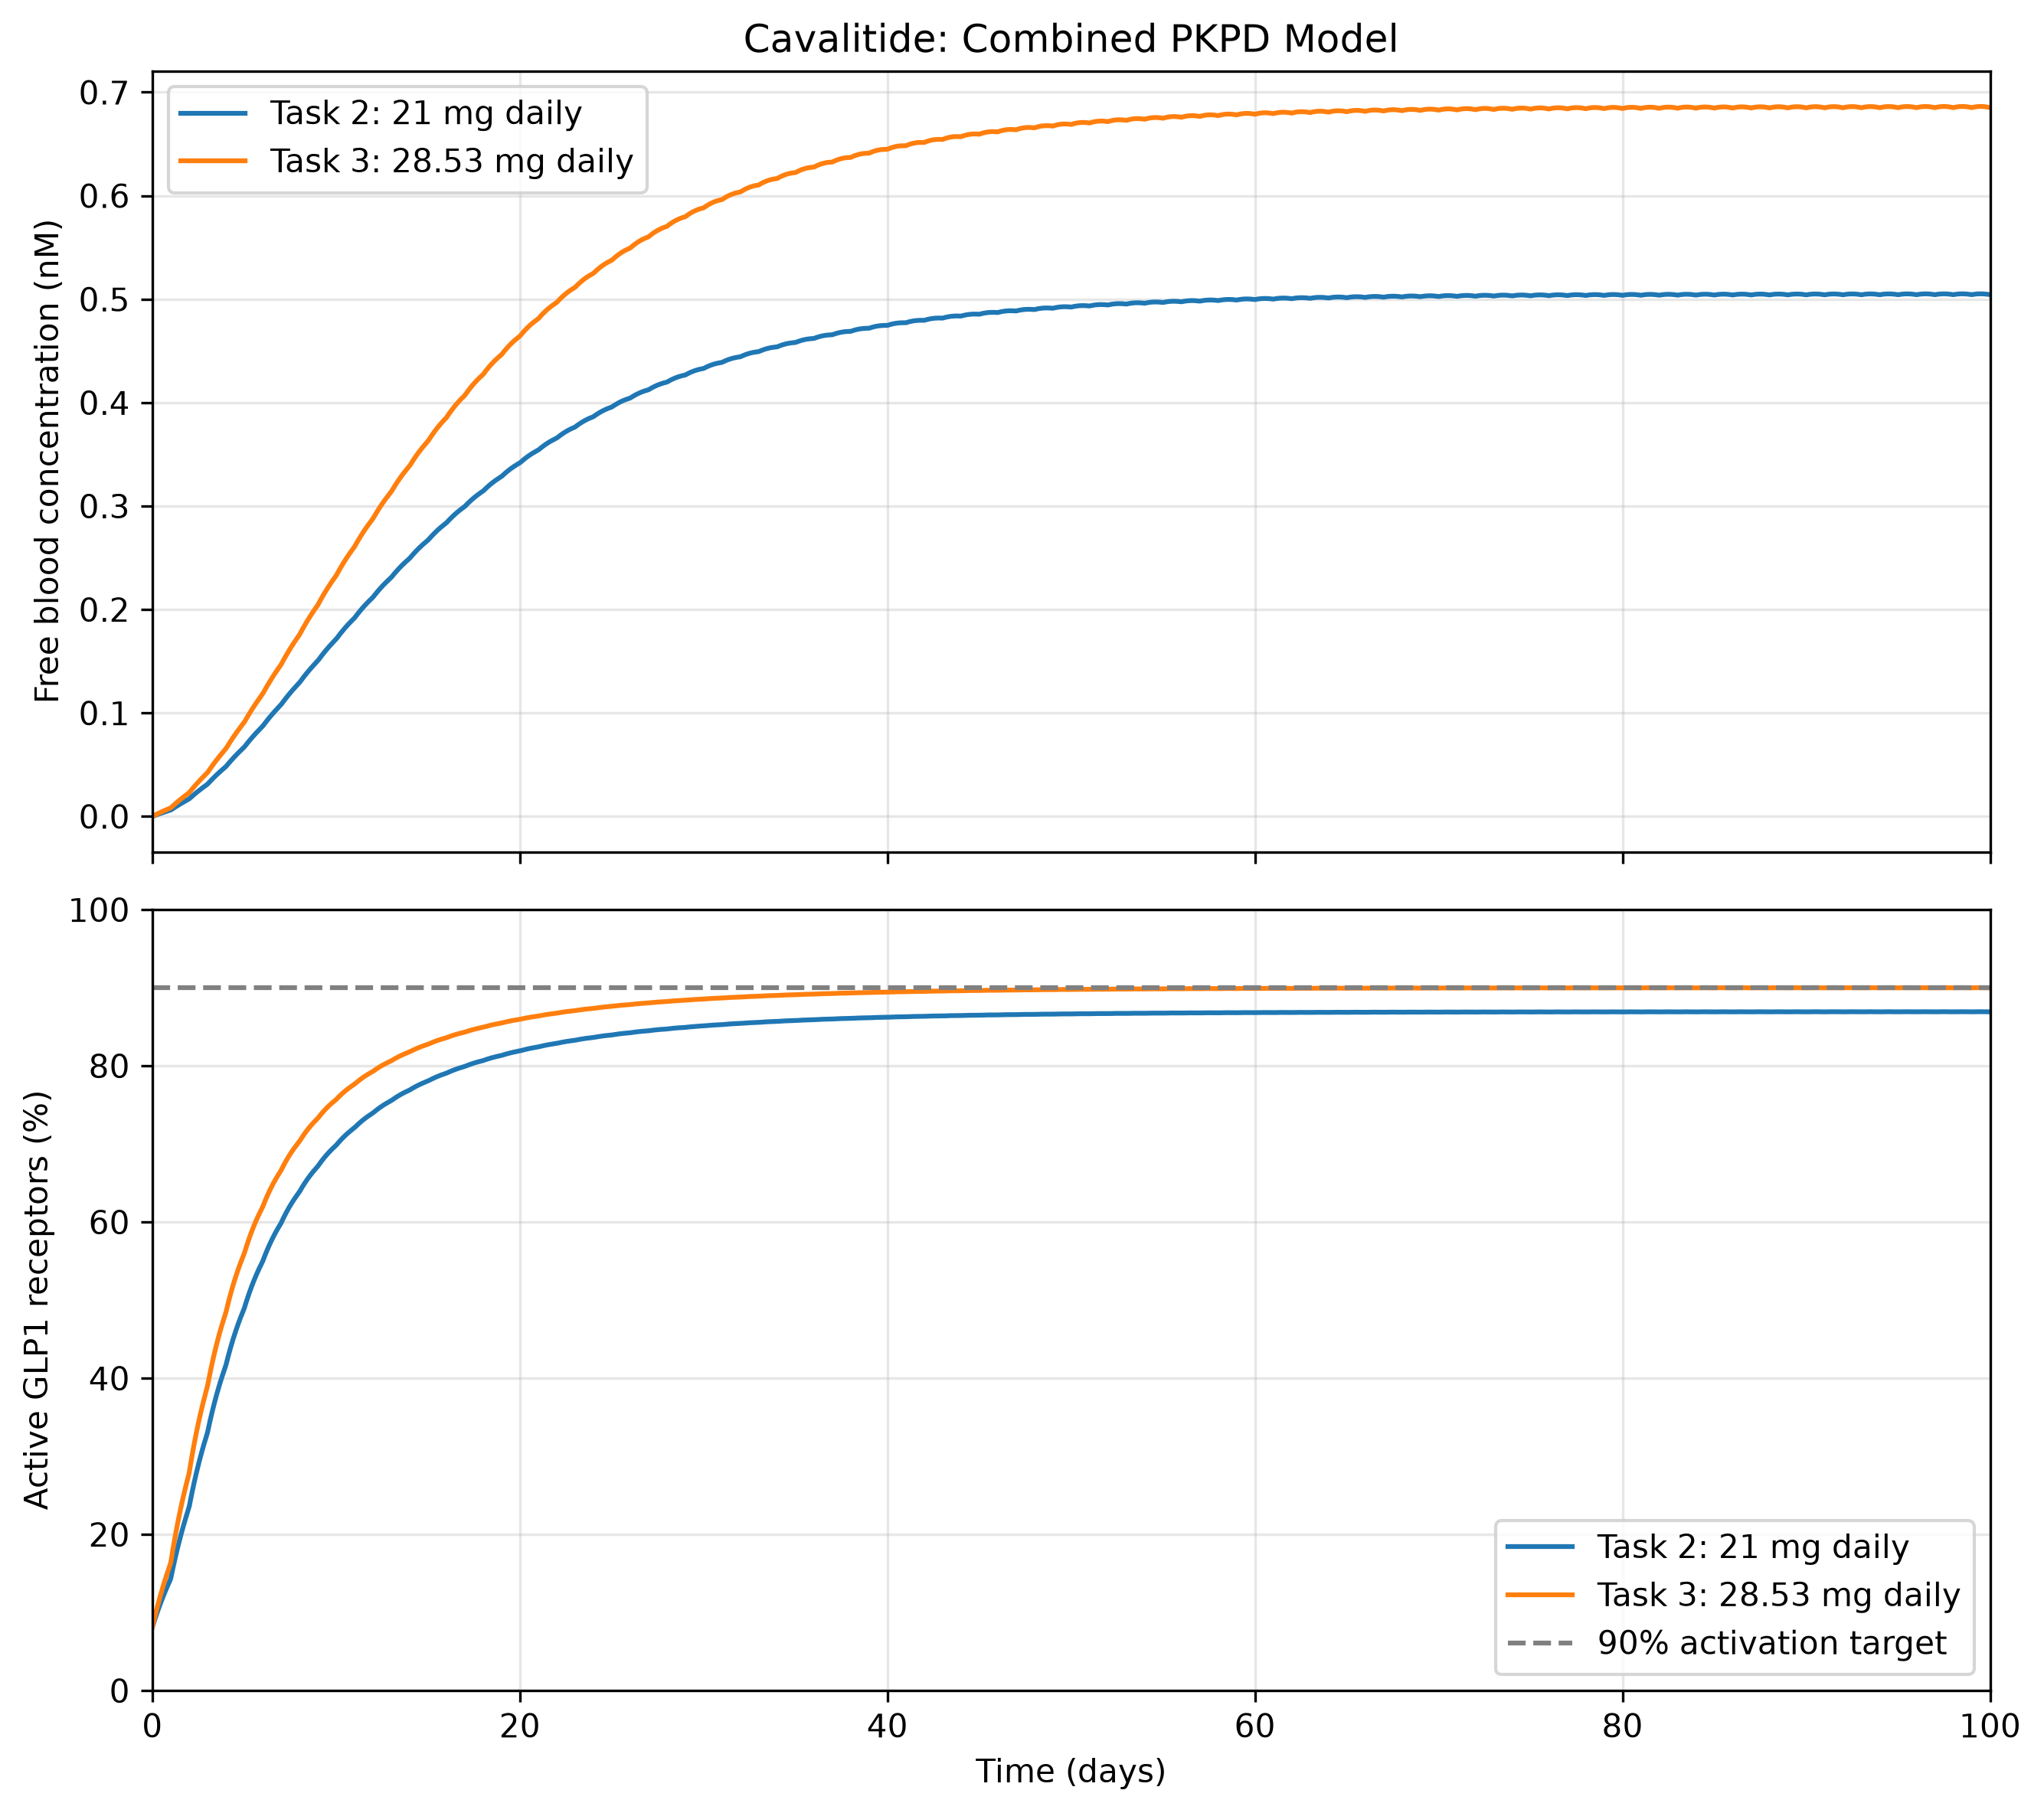 Cavalitide: Combined PKPD Model
Task 2: 21 mg daily
Task 3: 28.53 mg daily
Free blood concentration (nM)
0.7
0.6
0.5
0.4
0.3
0.2
0.1
0.0
Active GLP1 receptors (%)
100
80
60
40
20
0
Task 2: 21 mg daily
Task 3: 28.53 mg daily
90% activation target
0 20 40 60 80 100
Time (days)